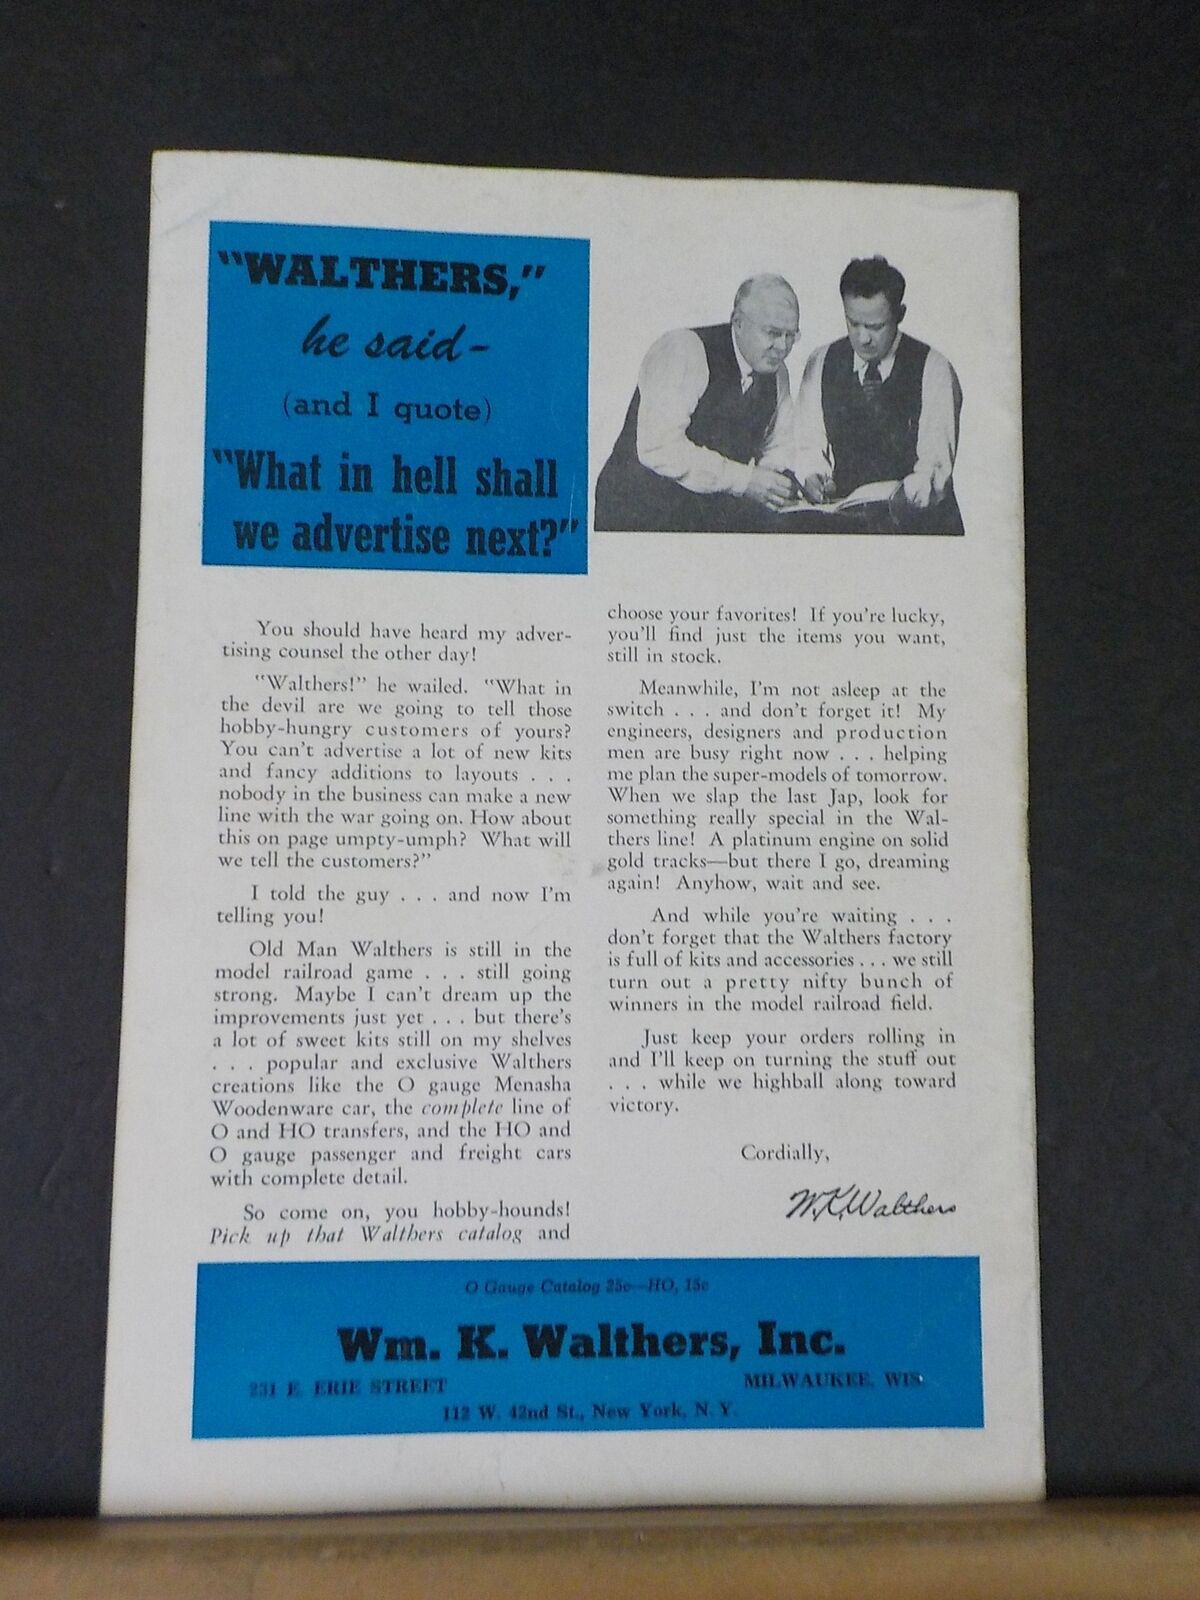 "WALTHERS,"
he said-
(and I quote)
"What in hell shall
we advertise next?"
You should have heard my adver-
tising counsel the other day!
"Walthers!" he wailed. "What in
the devil are we going to tell those
hobby-hungry customers of yours?
You can't advertise a lot of new kits
and fancy additions to layouts . . .
nobody in the business can make a new
line with the war going on. How about
this on page umpty-umph? What will
we tell the customers?"
I told the guy . . . and now I'm
telling you!
Old Man Walthers is still in the
model railroad game . . . still going
strong. Maybe I can't dream up the
improvements just yet . . . but there's
a lot of sweet kits still on my shelves
. . . popular and exclusive Walthers
creations like the O gauge Menasha
Woodenware car, the complete line of
O and HO transfers, and the HO and
O gauge passenger and freight cars
with complete detail.
So come on, you hobby-hounds!
Pick up that Walthers catalog and
choose your favorites! If you're lucky,
you'll find just the items you want,
still in stock.
Meanwhile, I'm not asleep at the
switch . . . and don't forget it! My
engineers, designers and production
men are busy right now . . . helping
me plan the super-models of tomorrow.
When we slap the last Jap, look for
something really special in the Wal-
thers line! A platinum engine on solid
gold tracks—but there I go, dreaming
again! Anyhow, wait and see.
And while you're waiting . . .
don't forget that the Walthers factory
is full of kits and accessories . . . we still
turn out a pretty nifty bunch of
winners in the model railroad field.
Just keep your orders rolling in
and I'll keep on turning the stuff out
. . . while we highball along toward
victory.
Cordially,
W.K.Walthers
O Gauge Catalog 25c—HO, 15c
Wm. K. Walthers, Inc.
231 E. ERIE STREET MILWAUKEE, WIS.
112 W. 42nd St., New York, N. Y.